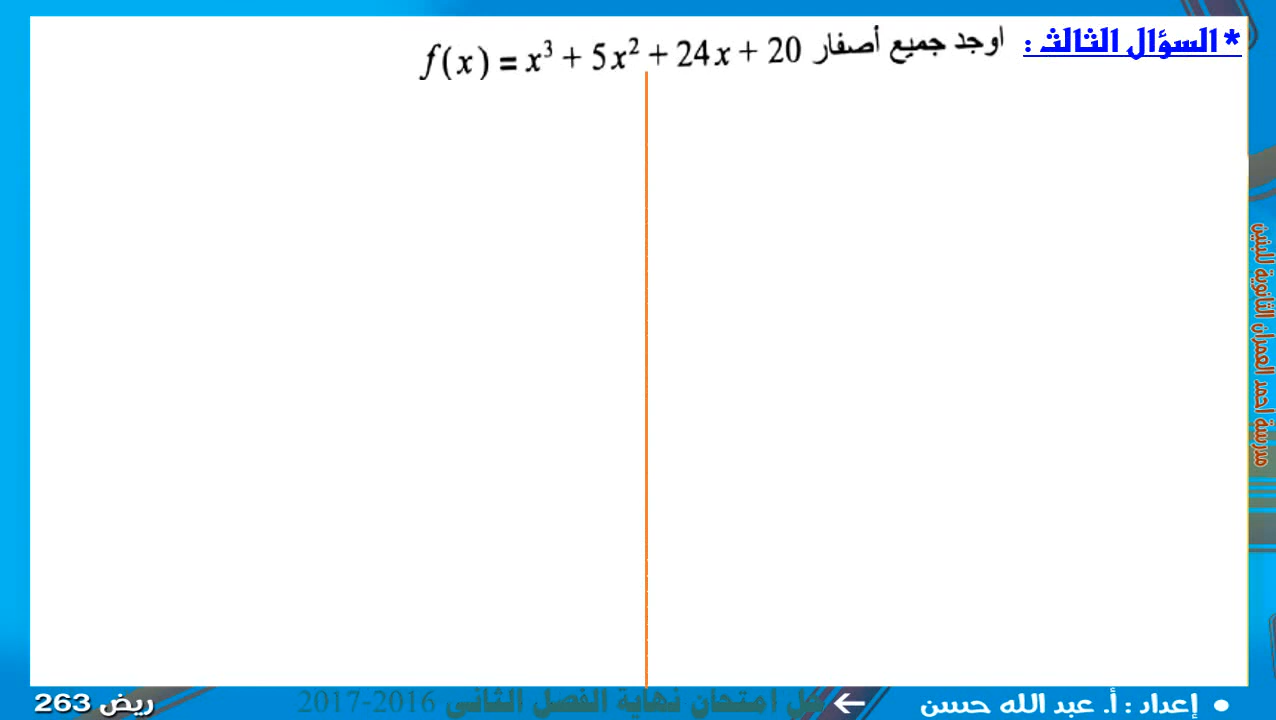 * السؤال الثالث : اوجد جميع أصفار f(x) = x³ + 5x² + 24x + 20
مدرسة احمد العمران الثانوية للبنين
• إعداد : أ. عبد الله حسن ← حل امتحان نهاية الفصل الثاني 2016-2017 ريض 263